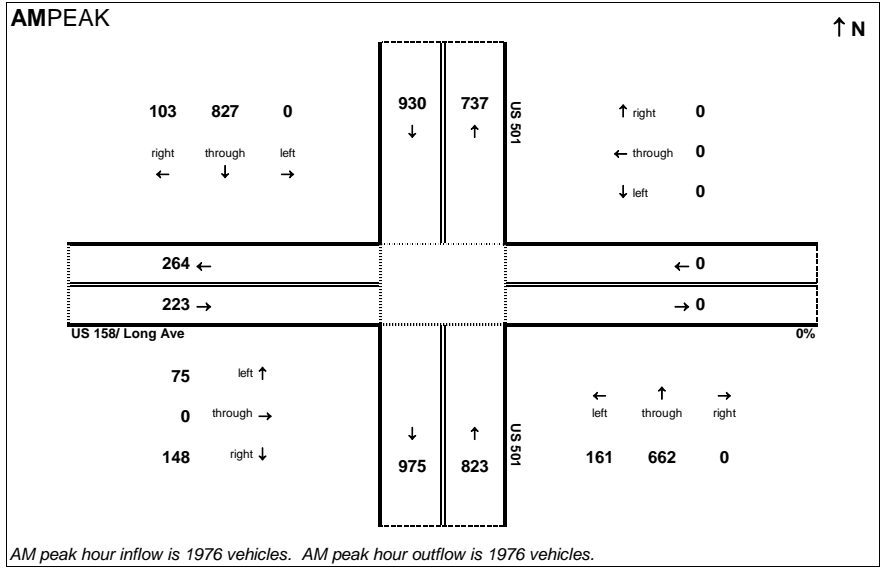 AMPEAK
↑ N
930 737
↓ ↑
US 501
103 827 0
right through left
← ↓ →
↑ right 0
← through 0
↓ left 0
264 ←
← 0
223 →
→ 0
US 158/ Long Ave
0%
75 left ↑
0 through →
148 right ↓
↓ ↑
975 823
US 501
← ↑ →
left through right
161 662 0
AM peak hour inflow is 1976 vehicles. AM peak hour outflow is 1976 vehicles.